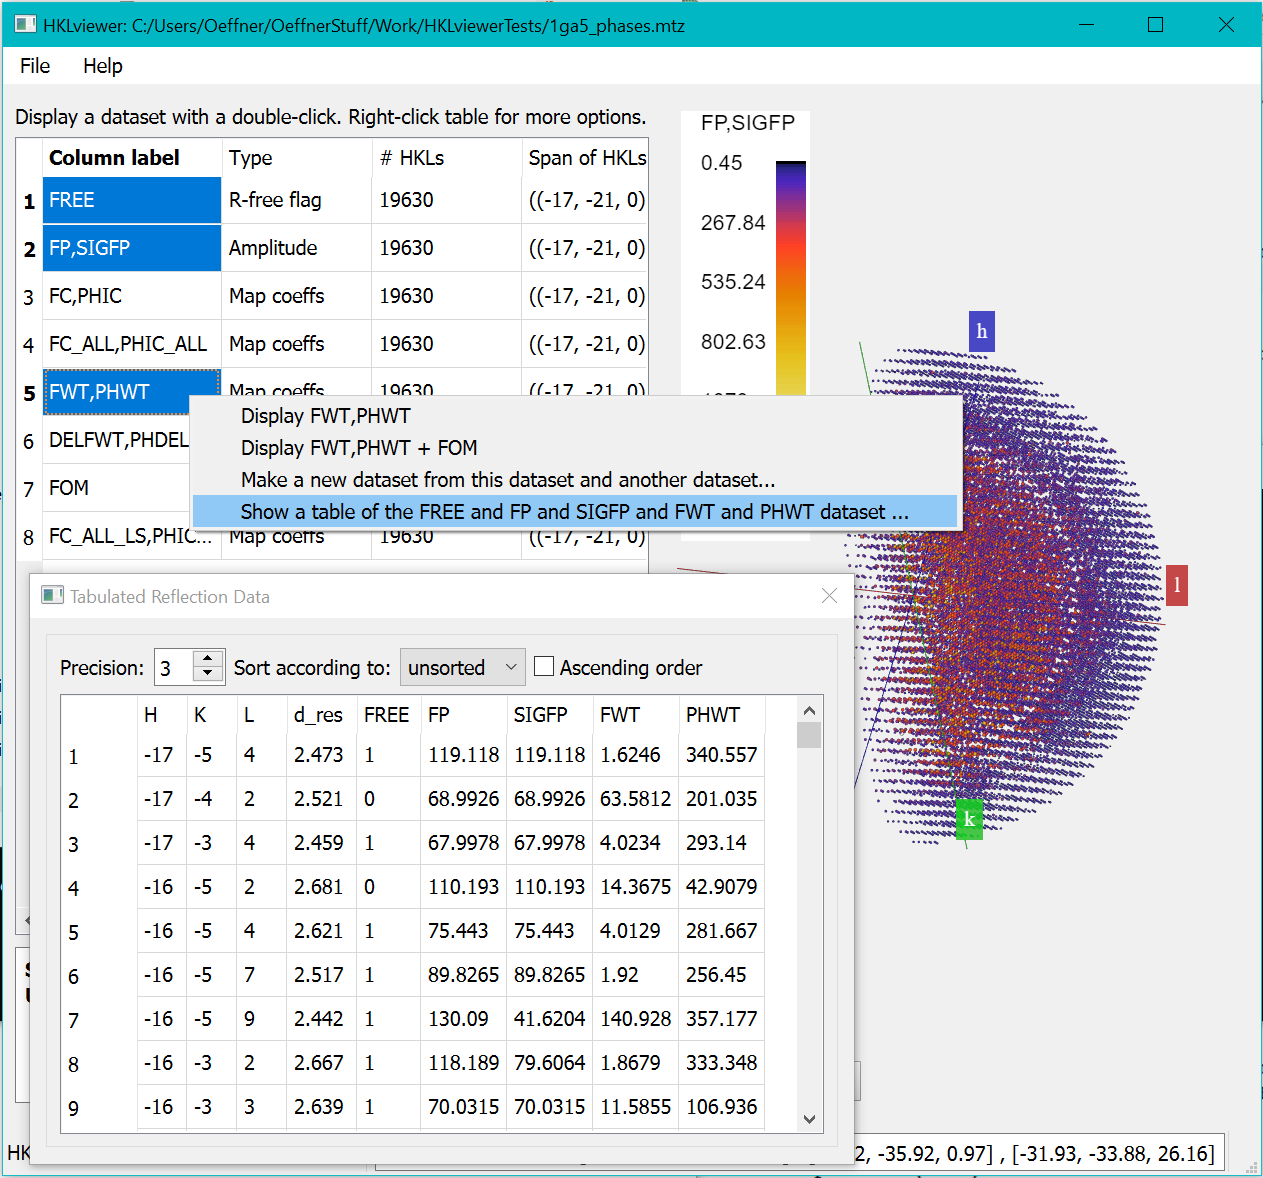 HKLviewer: C:/Users/Oeffner/OeffnerStuff/Work/HKLviewerTests/1ga5_phases.mtz
File Help
Display a dataset with a double-click. Right-click table for more options.
Column label Type # HKLs Span of HKLs
1 FREE R-free flag 19630 ((-17, -21, 0)
2 FP,SIGFP Amplitude 19630 ((-17, -21, 0)
3 FC,PHIC Map coeffs 19630 ((-17, -21, 0)
4 FC_ALL,PHIC_ALL Map coeffs 19630 ((-17, -21, 0)
5 FWT,PHWT Map coeffs 19630 ((-17, -21, 0)
6 DELFWT,PHDEL
7 FOM
8 FC_ALL_LS,PHIC... Map coeffs 19630 ((-17, -21, 0)
FP,SIGFP
0.45
267.84
535.24
802.63
h
l
k
Display FWT,PHWT
Display FWT,PHWT + FOM
Make a new dataset from this dataset and another dataset...
Show a table of the FREE and FP and SIGFP and FWT and PHWT dataset ...
Tabulated Reflection Data
Precision: 3 Sort according to: unsorted Ascending order
H K L d_res FREE FP SIGFP FWT PHWT
1 -17 -5 4 2.473 1 119.118 119.118 1.6246 340.557
2 -17 -4 2 2.521 0 68.9926 68.9926 63.5812 201.035
3 -17 -3 4 2.459 1 67.9978 67.9978 4.0234 293.14
4 -16 -5 2 2.681 0 110.193 110.193 14.3675 42.9079
5 -16 -5 4 2.621 1 75.443 75.443 4.0129 281.667
6 -16 -5 7 2.517 1 89.8265 89.8265 1.92 256.45
7 -16 -5 9 2.442 1 130.09 41.6204 140.928 357.177
8 -16 -3 2 2.667 1 118.189 79.6064 1.8679 333.348
9 -16 -3 3 2.639 1 70.0315 70.0315 11.5855 106.936
HK
2, -35.92, 0.97] , [-31.93, -33.88, 26.16]